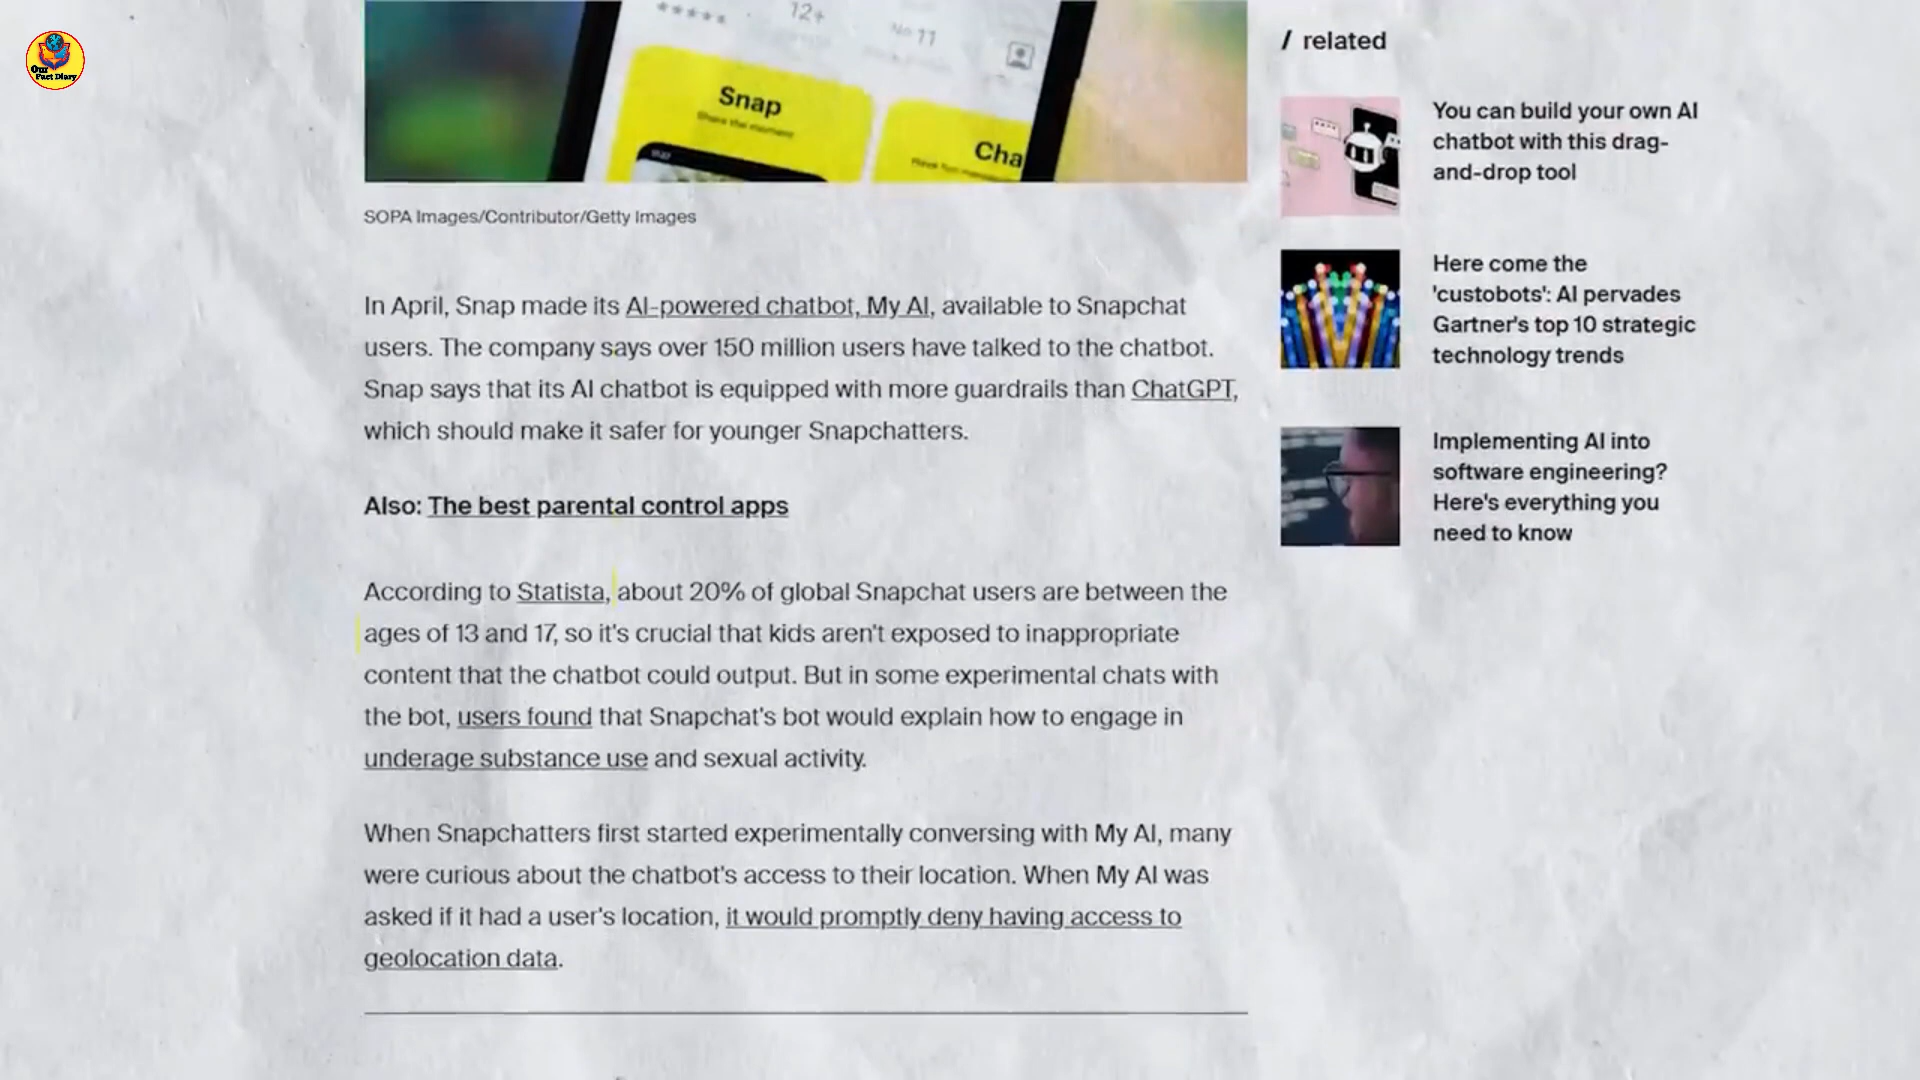 Our
Fact Diary
12+
No 11
Snap
Share the moment
Cha
SOPA Images/Contributor/Getty Images
In April, Snap made its AI-powered chatbot, My AI, available to Snapchat
users. The company says over 150 million users have talked to the chatbot.
Snap says that its AI chatbot is equipped with more guardrails than ChatGPT,
which should make it safer for younger Snapchatters.
Also: The best parental control apps
According to Statista, about 20% of global Snapchat users are between the
ages of 13 and 17, so it's crucial that kids aren't exposed to inappropriate
content that the chatbot could output. But in some experimental chats with
the bot, users found that Snapchat's bot would explain how to engage in
underage substance use and sexual activity.
When Snapchatters first started experimentally conversing with My AI, many
were curious about the chatbot's access to their location. When My AI was
asked if it had a user's location, it would promptly deny having access to
geolocation data.
/ related
You can build your own AI
chatbot with this drag-
and-drop tool
Here come the
'custobots': AI pervades
Gartner's top 10 strategic
technology trends
Implementing AI into
software engineering?
Here's everything you
need to know